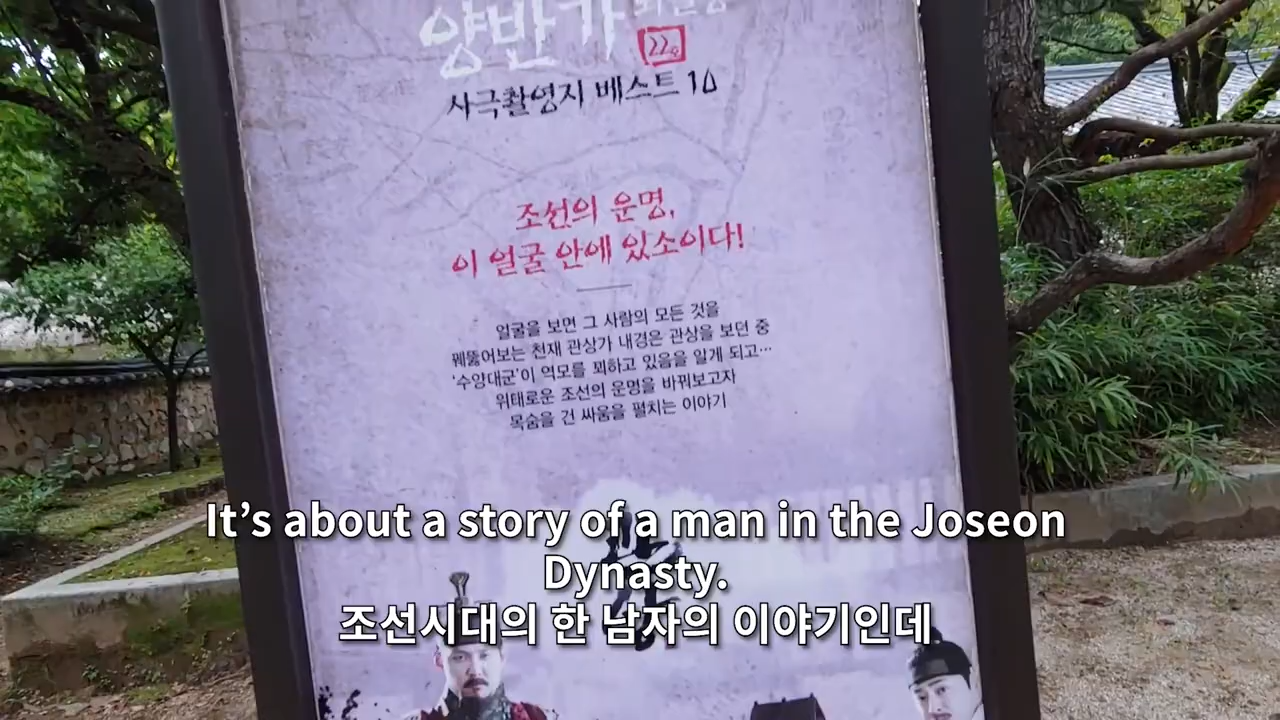 양반가
22
사극촬영지 베스트 10
조선의 운명,
이 얼굴 안에 있소이다!
얼굴을 보면 그 사람의 모든 것을
꿰뚫어보는 천재 관상가 내경은 관상을 보던 중
‘수양대군’이 역모를 꾀하고 있음을 알게 되고…
위태로운 조선의 운명을 바꿔보고자
목숨을 건 싸움을 펼치는 이야기
It’s about a story of a man in the Joseon
Dynasty.
조선시대의 한 남자의 이야기인데